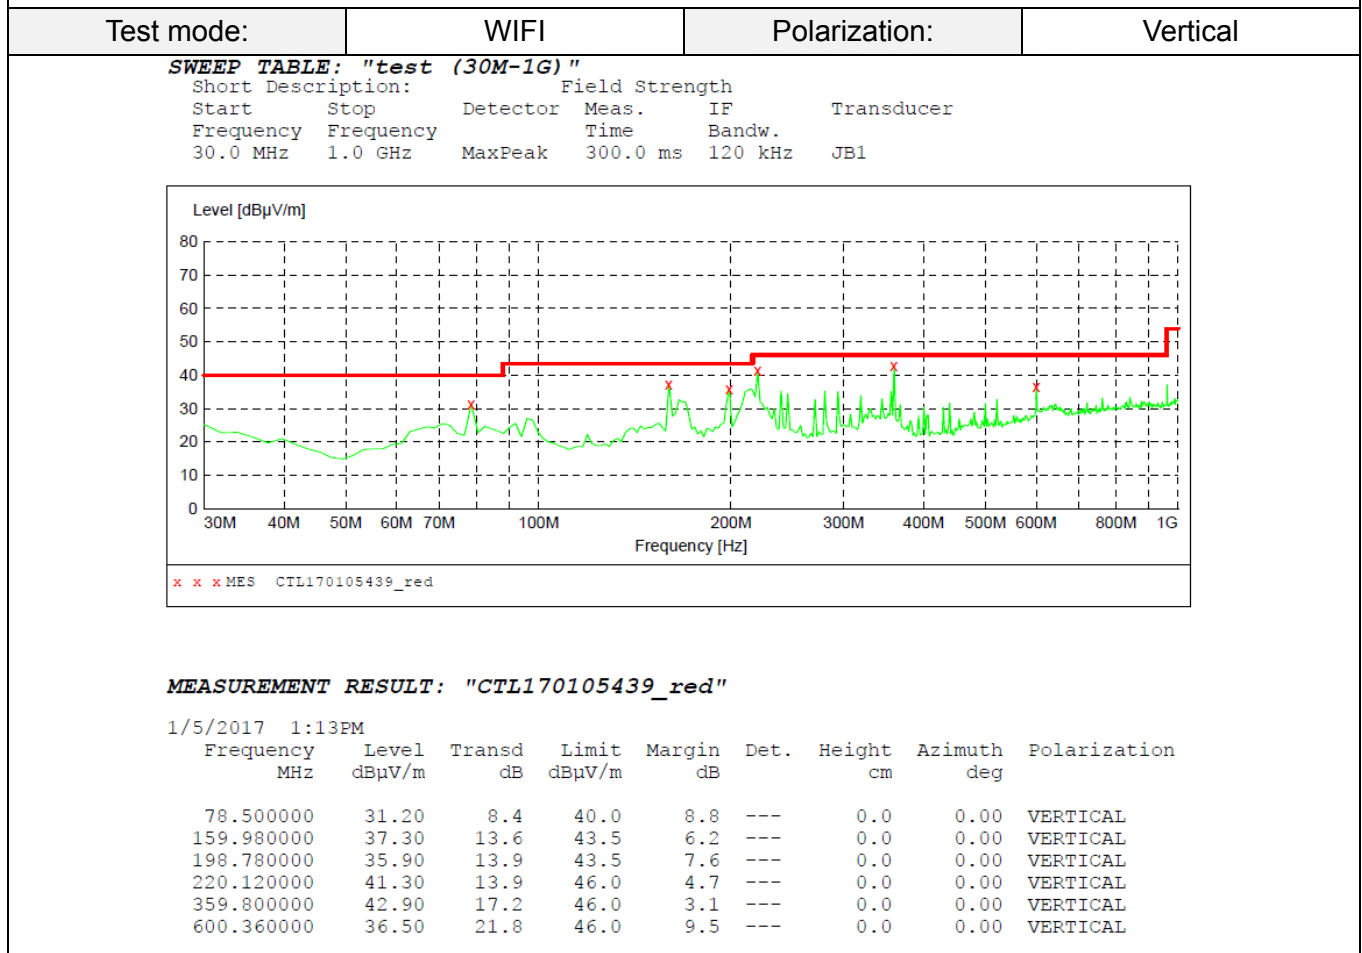 Test mode: WIFI Polarization: Vertical
SWEEP TABLE: "test (30M-1G)"
Short Description: Field Strength
Start Stop Detector Meas. IF Transducer
Frequency Frequency Time Bandw.
30.0 MHz 1.0 GHz MaxPeak 300.0 ms 120 kHz JB1
Level [dBµV/m]
80
70
60
50
40
30
20
10
0
30M 40M 50M 60M 70M 100M 200M 300M 400M 500M 600M 800M 1G
Frequency [Hz]
x x x MES CTL170105439_red
MEASUREMENT RESULT: "CTL170105439_red"
1/5/2017 1:13PM
Frequency Level Transd Limit Margin Det. Height Azimuth Polarization
MHz dBµV/m dB dBµV/m dB cm deg
78.500000 31.20 8.4 40.0 8.8 --- 0.0 0.00 VERTICAL
159.980000 37.30 13.6 43.5 6.2 --- 0.0 0.00 VERTICAL
198.780000 35.90 13.9 43.5 7.6 --- 0.0 0.00 VERTICAL
220.120000 41.30 13.9 46.0 4.7 --- 0.0 0.00 VERTICAL
359.800000 42.90 17.2 46.0 3.1 --- 0.0 0.00 VERTICAL
600.360000 36.50 21.8 46.0 9.5 --- 0.0 0.00 VERTICAL